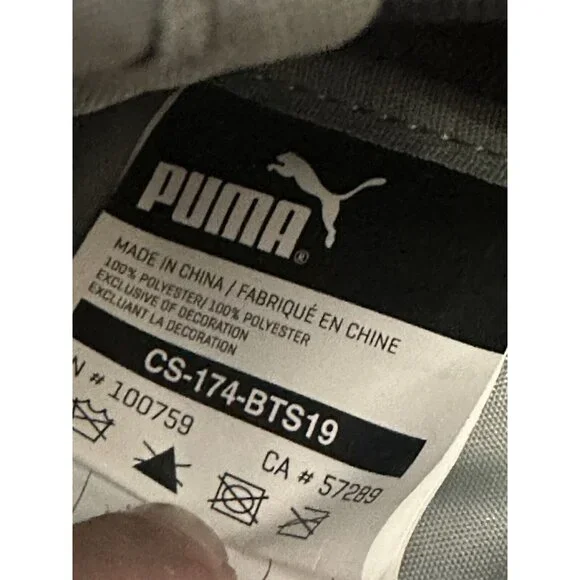 PUMA®
MADE IN CHINA / FABRIQUÉ EN CHINE
100% POLYESTER/ 100% POLYESTER
EXCLUSIVE OF DECORATION
EXCLUANT LA DECORATION
CS-174-BTS19
N # 100759
CA # 57289